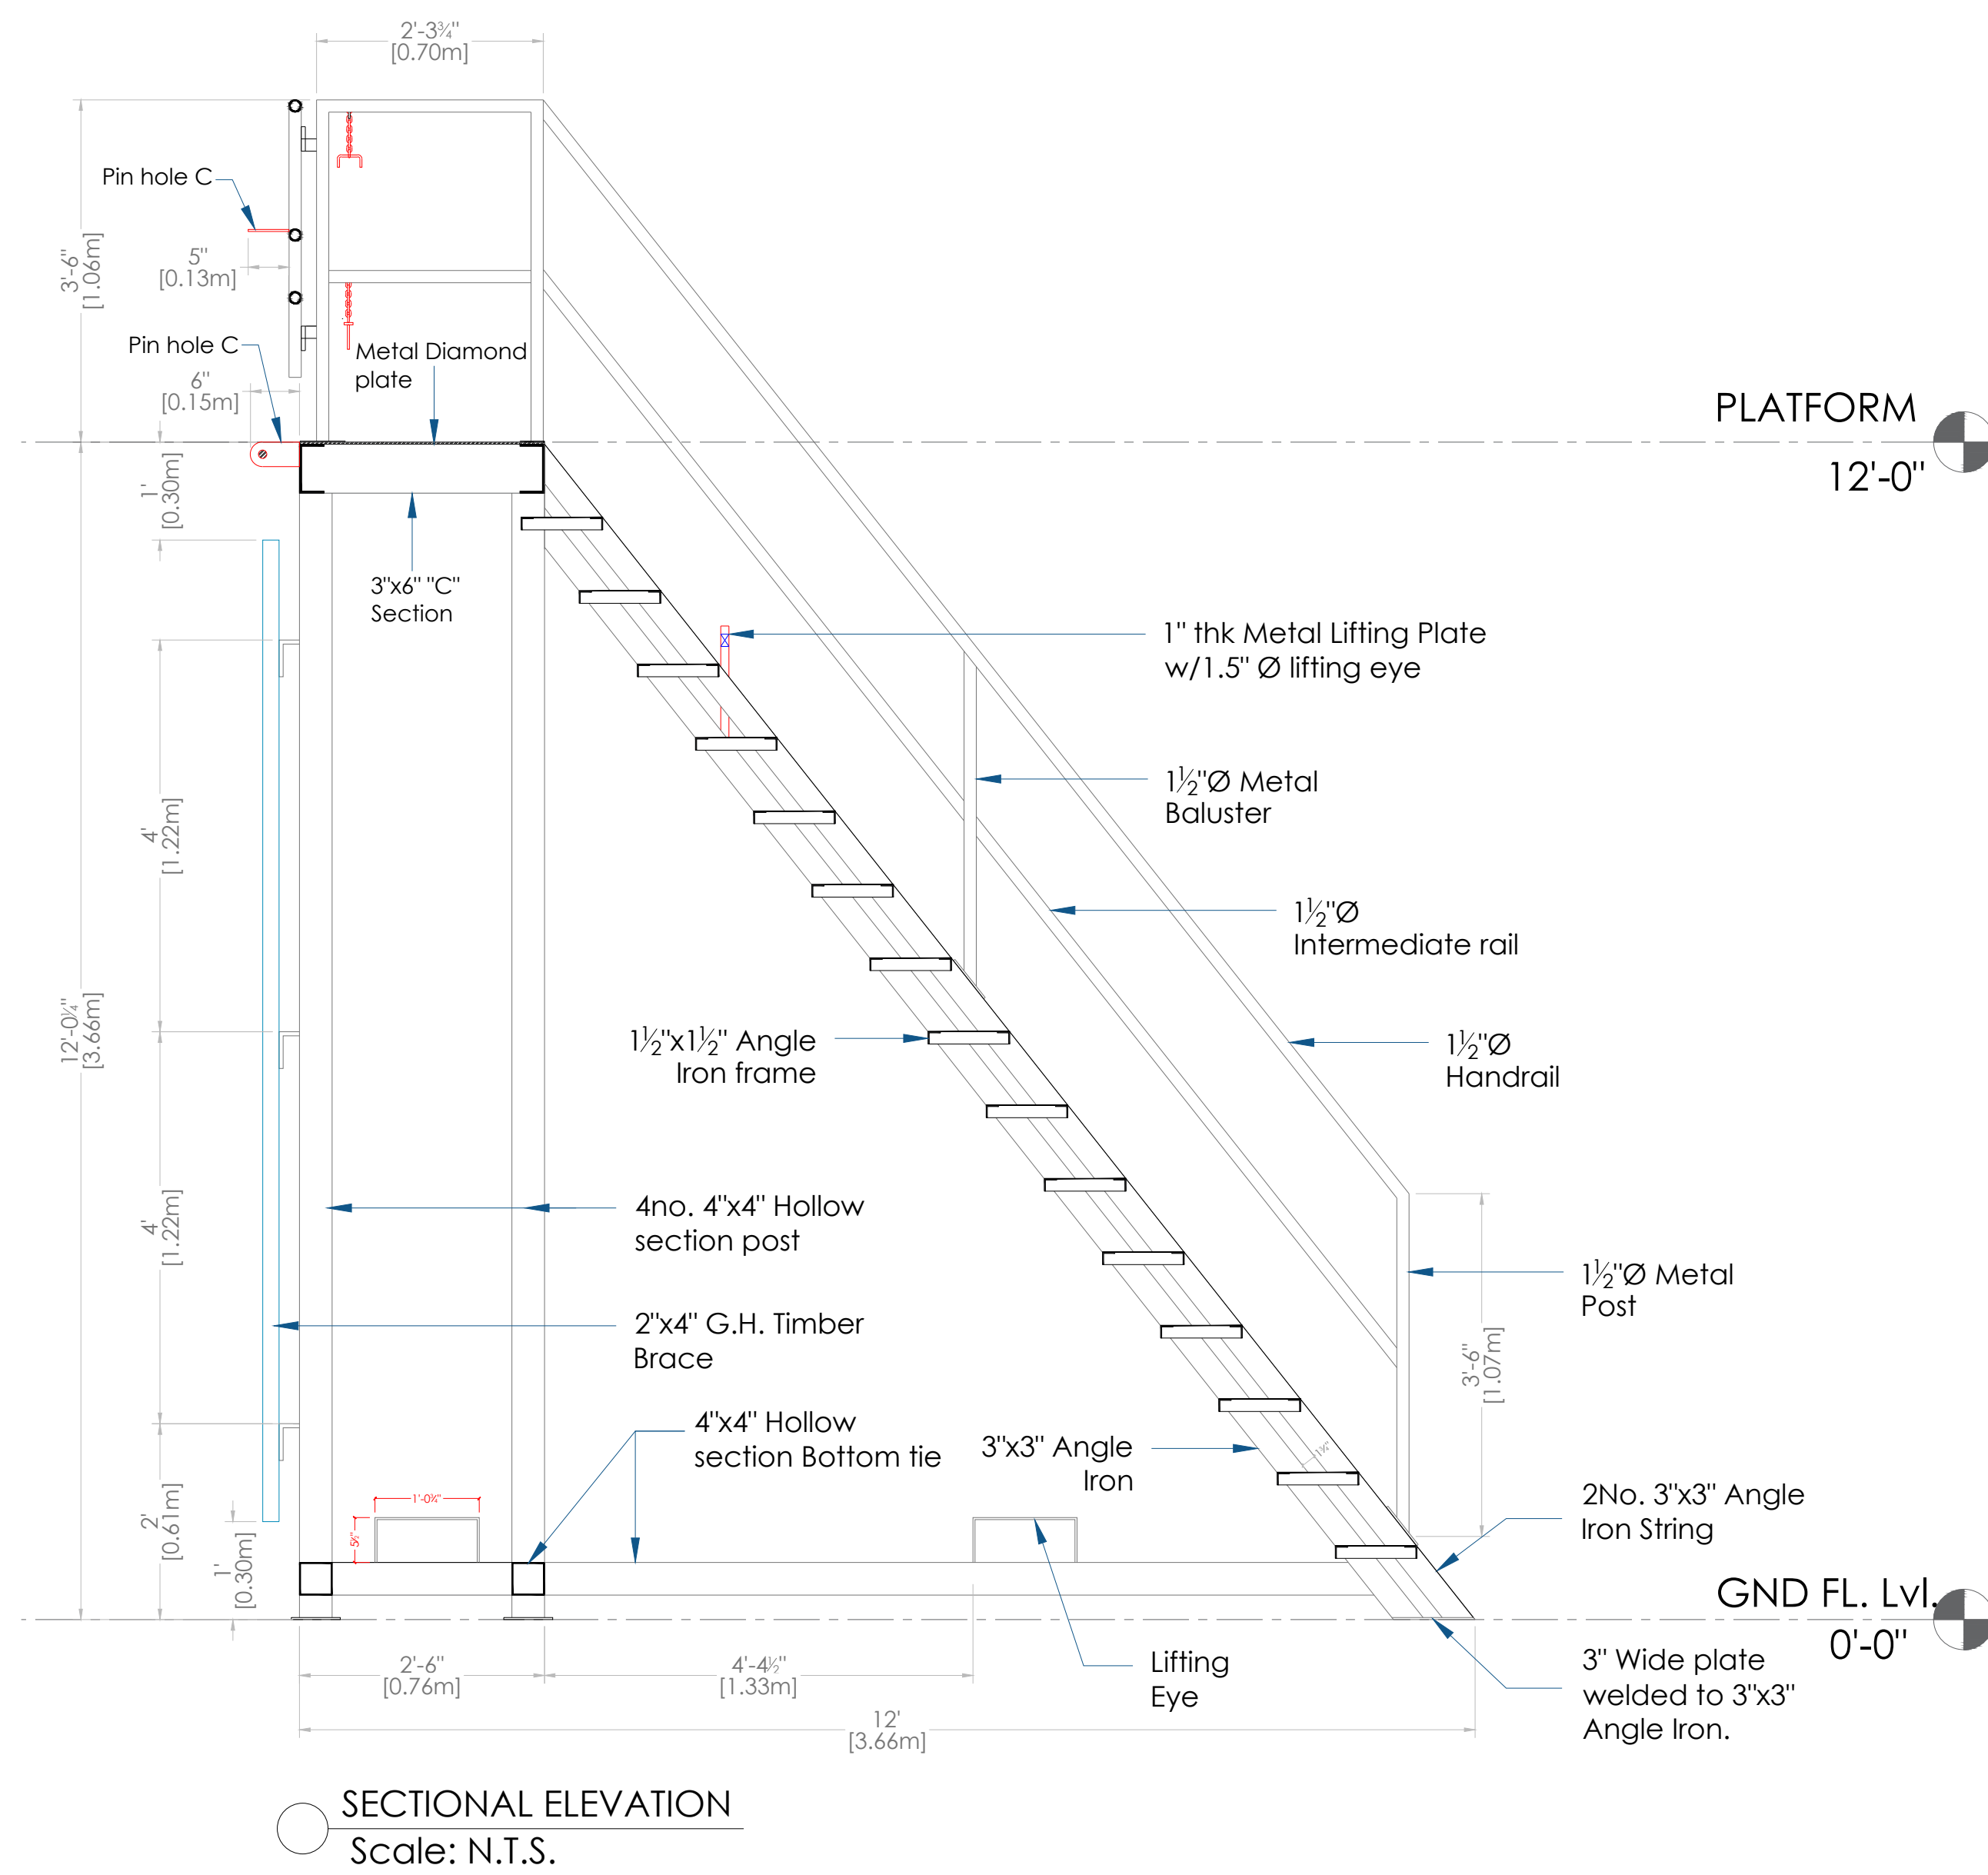 2'-3¾"
[0.70m]
Pin hole C
3'-6"
[1.06m]
5"
[0.13m]
Pin hole C
Metal Diamond
plate
6"
[0.15m]
PLATFORM
12'-0"
1'
[0.30m]
3"x6" "C"
Section
1" thk Metal Lifting Plate
w/1.5" Ø lifting eye
4'
[1.22m]
1½"Ø Metal
Baluster
1½"Ø
Intermediate rail
12'-0¼"
[3.66m]
1½"x1½" Angle
Iron frame
1½"Ø
Handrail
4'
[1.22m]
4no. 4"x4" Hollow
section post
1½"Ø Metal
Post
2"x4" G.H. Timber
Brace
3'-6"
[1.07m]
4"x4" Hollow
section Bottom tie
3"x3" Angle
Iron
1¾"
2'
[0.61m]
1'-0¾"
5½"
2No. 3"x3" Angle
Iron String
1'
[0.30m]
GND FL. Lvl.
0'-0"
2'-6"
[0.76m]
4'-4½"
[1.33m]
Lifting
Eye
3" Wide plate
welded to 3"x3"
Angle Iron.
12'
[3.66m]
SECTIONAL ELEVATION
Scale: N.T.S.